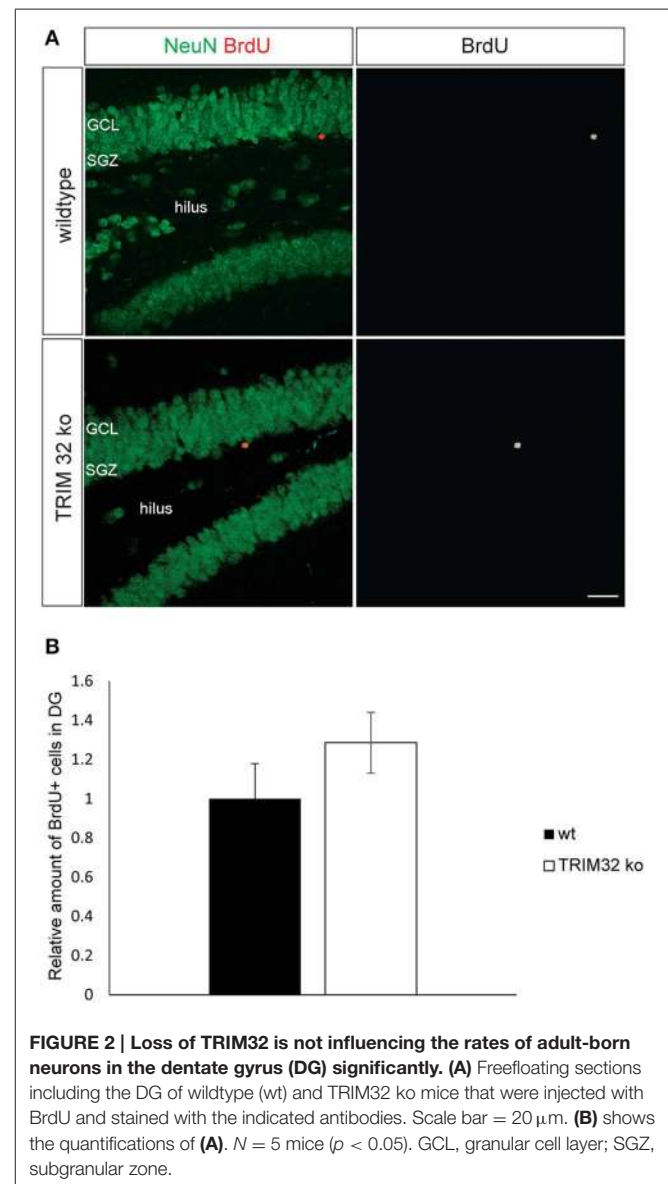 A
NeuN BrdU
BrdU
wildtype
GCL
SGZ
hilus
TRIM 32 ko
GCL
SGZ
hilus
B
Relative amount of BrdU+ cells in DG
1.6
1.4
1.2
1
0.8
0.6
0.4
0.2
0
wt
TRIM32 ko
FIGURE 2 | Loss of TRIM32 is not influencing the rates of adult-born
neurons in the dentate gyrus (DG) significantly. (A) Freefloating sections
including the DG of wildtype (wt) and TRIM32 ko mice that were injected with
BrdU and stained with the indicated antibodies. Scale bar = 20 μm. (B) shows
the quantifications of (A). N = 5 mice (p < 0.05). GCL, granular cell layer; SGZ,
subgranular zone.